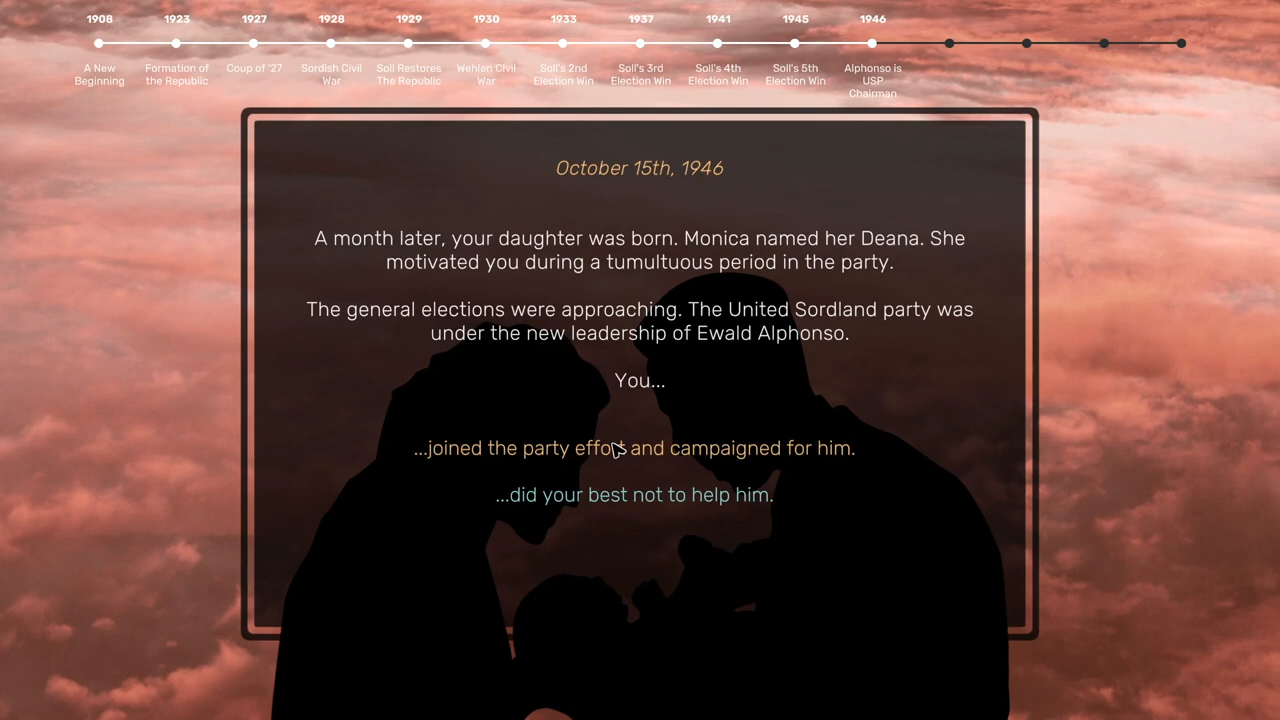 1908
1923
1927
1928
1929
1930
1933
1937
1941
1945
1946
A New
Beginning
Formation of
the Republic
Coup of '27
Sordish Civil
War
Soll Restores
The Republic
Wehlen Civil
War
Soll's 2nd
Election Win
Soll's 3rd
Election Win
Soll's 4th
Election Win
Soll's 5th
Election Win
Alphonso is
USP
Chairman
October 15th, 1946
A month later, your daughter was born. Monica named her Deana. She
motivated you during a tumultuous period in the party.
The general elections were approaching. The United Sordland party was
under the new leadership of Ewald Alphonso.
You...
...joined the party effort and campaigned for him.
...did your best not to help him.